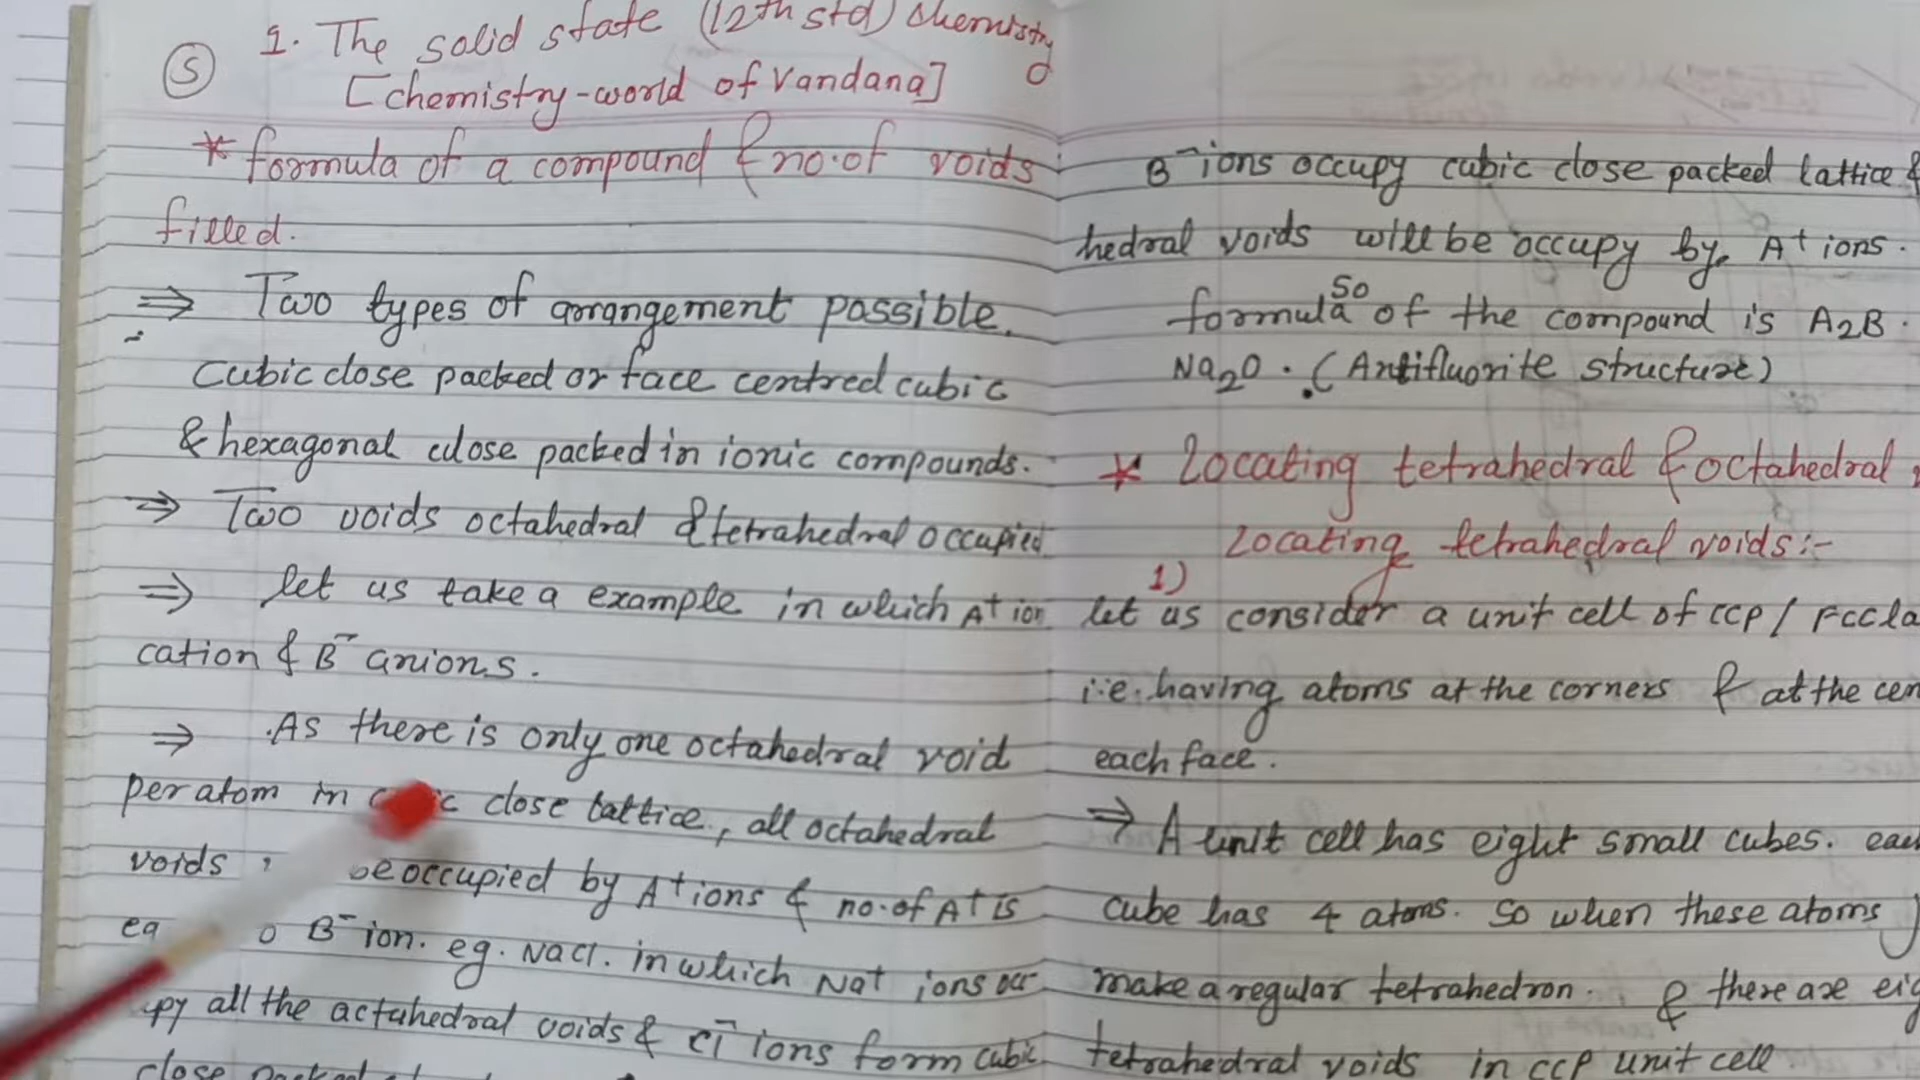 1. The solid state (12th std) chemistry
5
[chemistry-world of Vandana]
* formula of a compound & no.of voids
filled.
⇒ Two types of arrangement possible.
Cubic close packed or face centred cubic
& hexagonal close packed in ionic compounds.
⇒ Two voids octahedral & tetrahedral occupied
⇒ let us take a example in which A+ ion
cation & B- anions.
⇒ As there is only one octahedral void
per atom in close lattice, all octahedral
voids be occupied by A+ ions & no.of A+ is
B- ion. eg. NaCl. in which Na+ ions occ
upy all the octahedral voids & Cl- ions form cubic
close packed
B- ions occupy cubic close packed lattice &
hedral voids will be occupy by A+ ions.
so
formula of the compound is A2B.
Na2O. (Antifluorite structure)
* Locating tetrahedral & octahedral
Locating tetrahedral voids:-
1)
let us consider a unit cell of CCP / FCC la
i.e. having atoms at the corners & at the cen
each face.
⇒ A unit cell has eight small cubes. each
cube has 4 atoms. So when these atoms
make a regular tetrahedron. & there are eig
tetrahedral voids in ccp unit cell